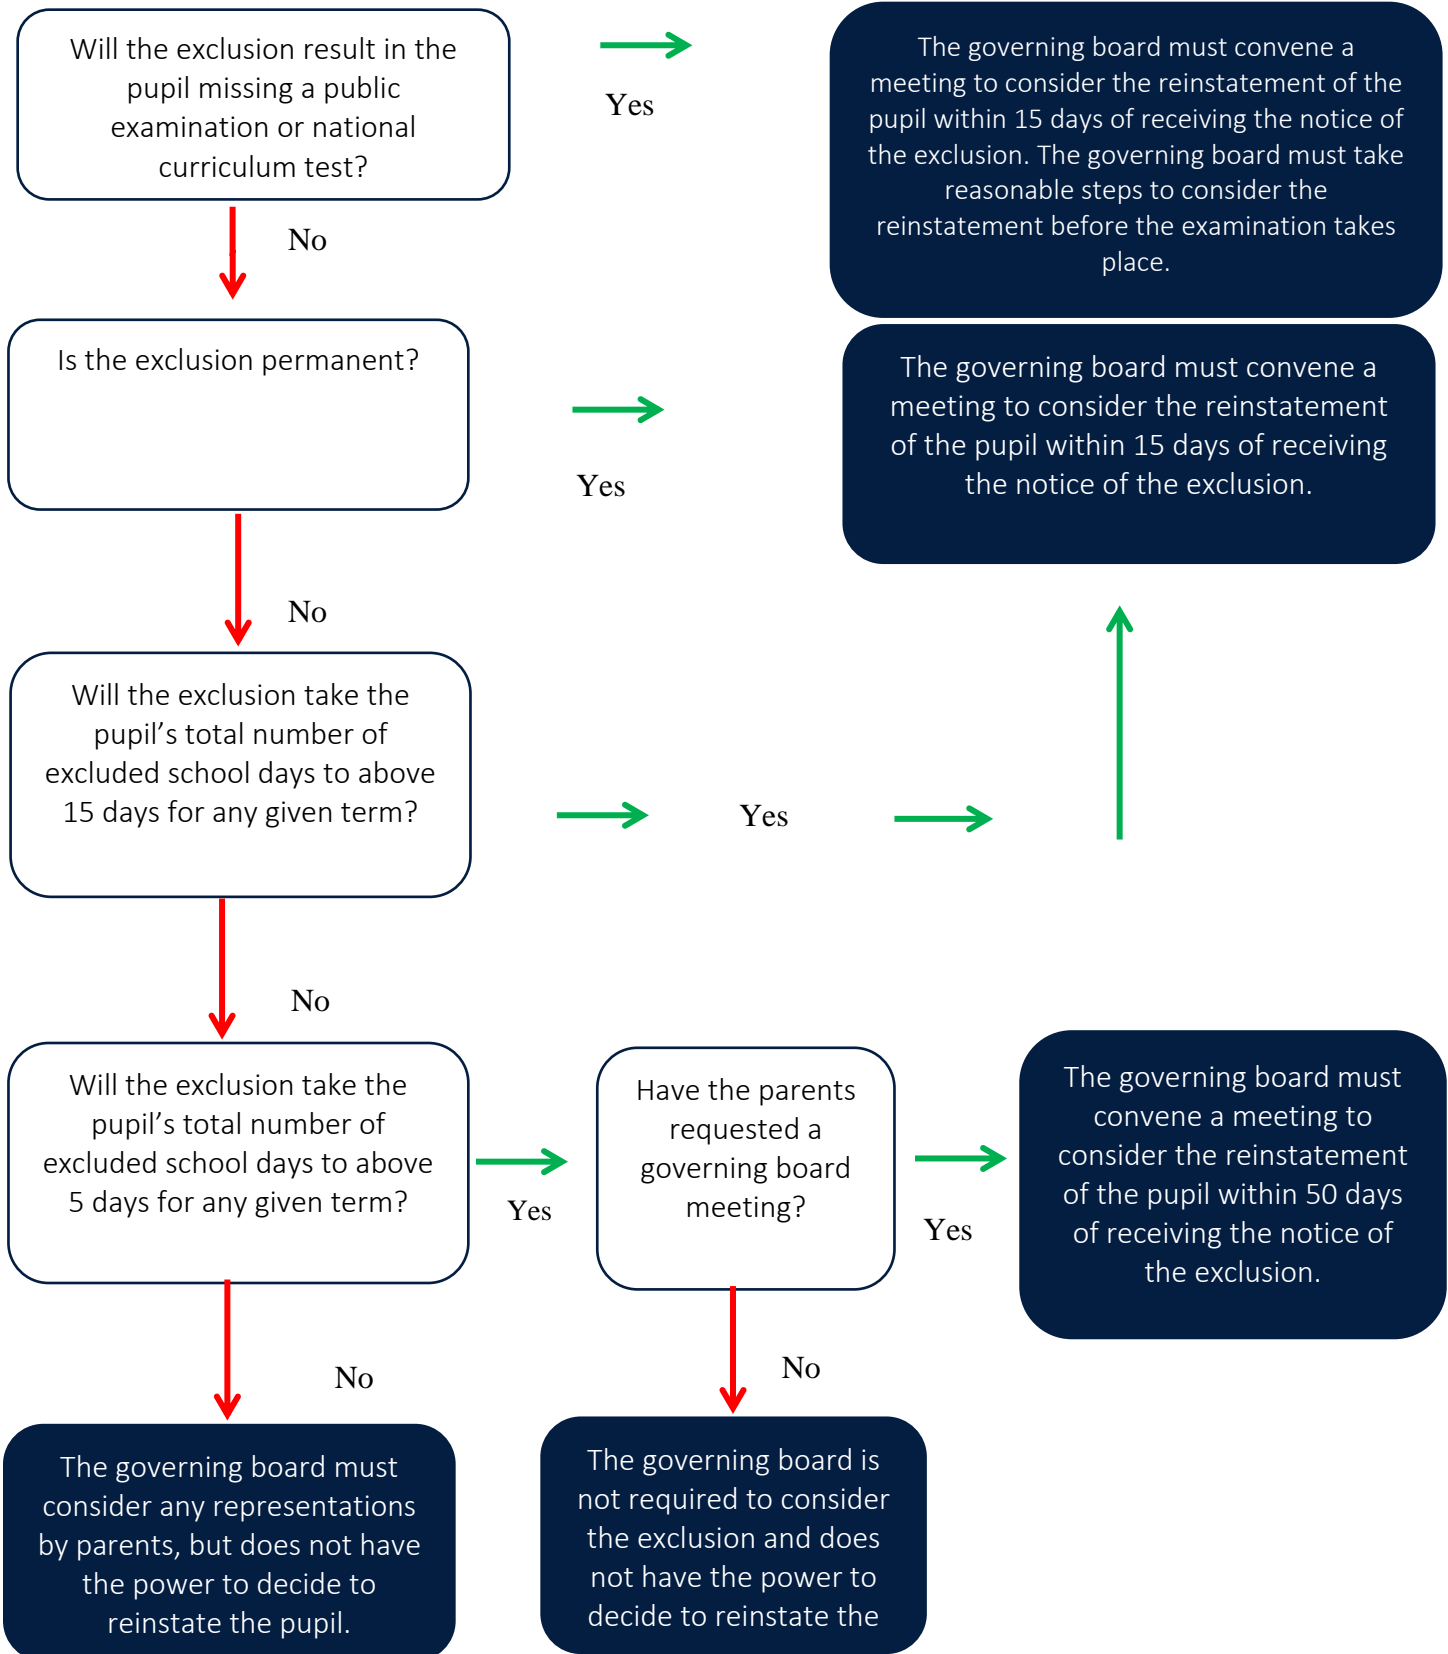 Will the exclusion result in the
pupil missing a public
examination or national
curriculum test?
Yes
The governing board must convene a
meeting to consider the reinstatement of the
pupil within 15 days of receiving the notice of
the exclusion. The governing board must take
reasonable steps to consider the
reinstatement before the examination takes
place.
No
Is the exclusion permanent?
Yes
The governing board must convene a
meeting to consider the reinstatement
of the pupil within 15 days of receiving
the notice of the exclusion.
No
Will the exclusion take the
pupil’s total number of
excluded school days to above
15 days for any given term?
Yes
No
Will the exclusion take the
pupil’s total number of
excluded school days to above
5 days for any given term?
Yes
Have the parents
requested a
governing board
meeting?
Yes
The governing board must
convene a meeting to
consider the reinstatement
of the pupil within 50 days
of receiving the notice of
the exclusion.
No
No
The governing board must
consider any representations
by parents, but does not have
the power to decide to
reinstate the pupil.
The governing board is
not required to consider
the exclusion and does
not have the power to
decide to reinstate the